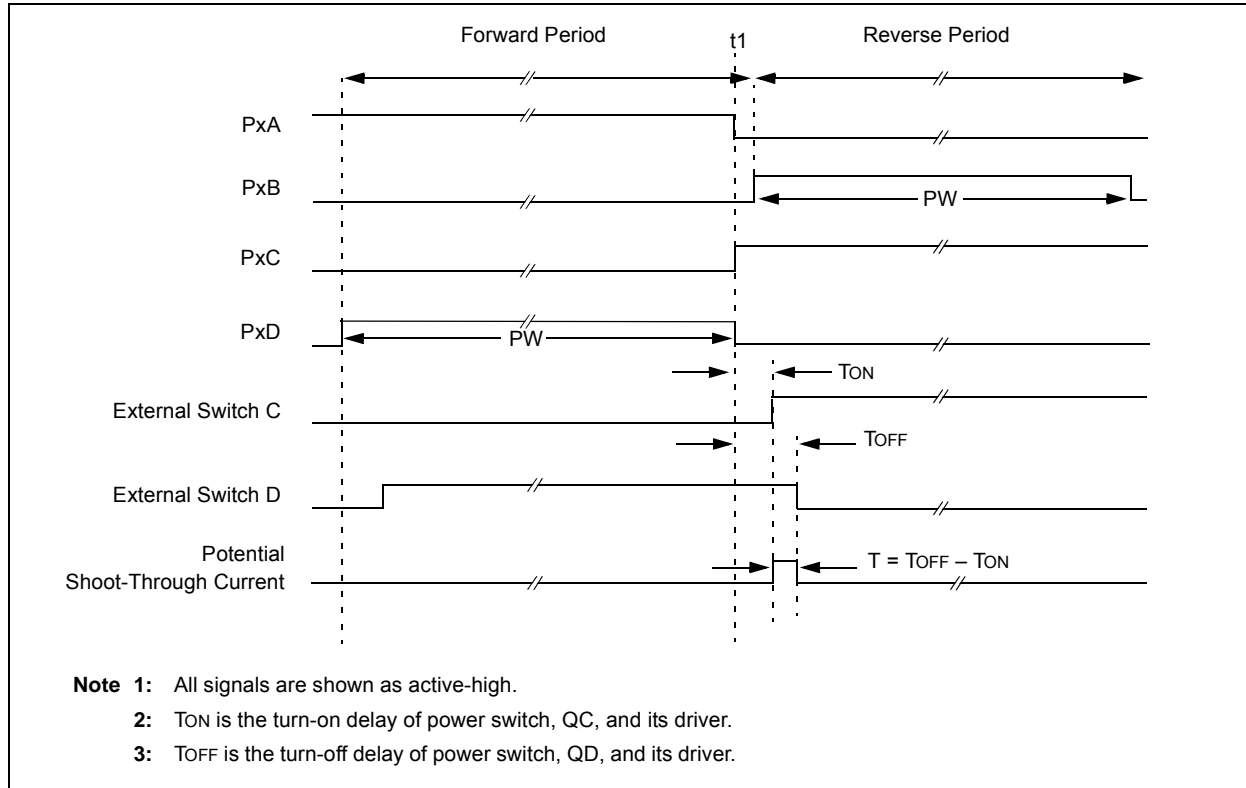 Forward Period
t1
Reverse Period
PxA
PxB
PW
PxC
PxD
PW
TON
External Switch C
TOFF
External Switch D
Potential
Shoot-Through Current
T = TOFF – TON
Note 1: All signals are shown as active-high.
2: TON is the turn-on delay of power switch, QC, and its driver.
3: TOFF is the turn-off delay of power switch, QD, and its driver.